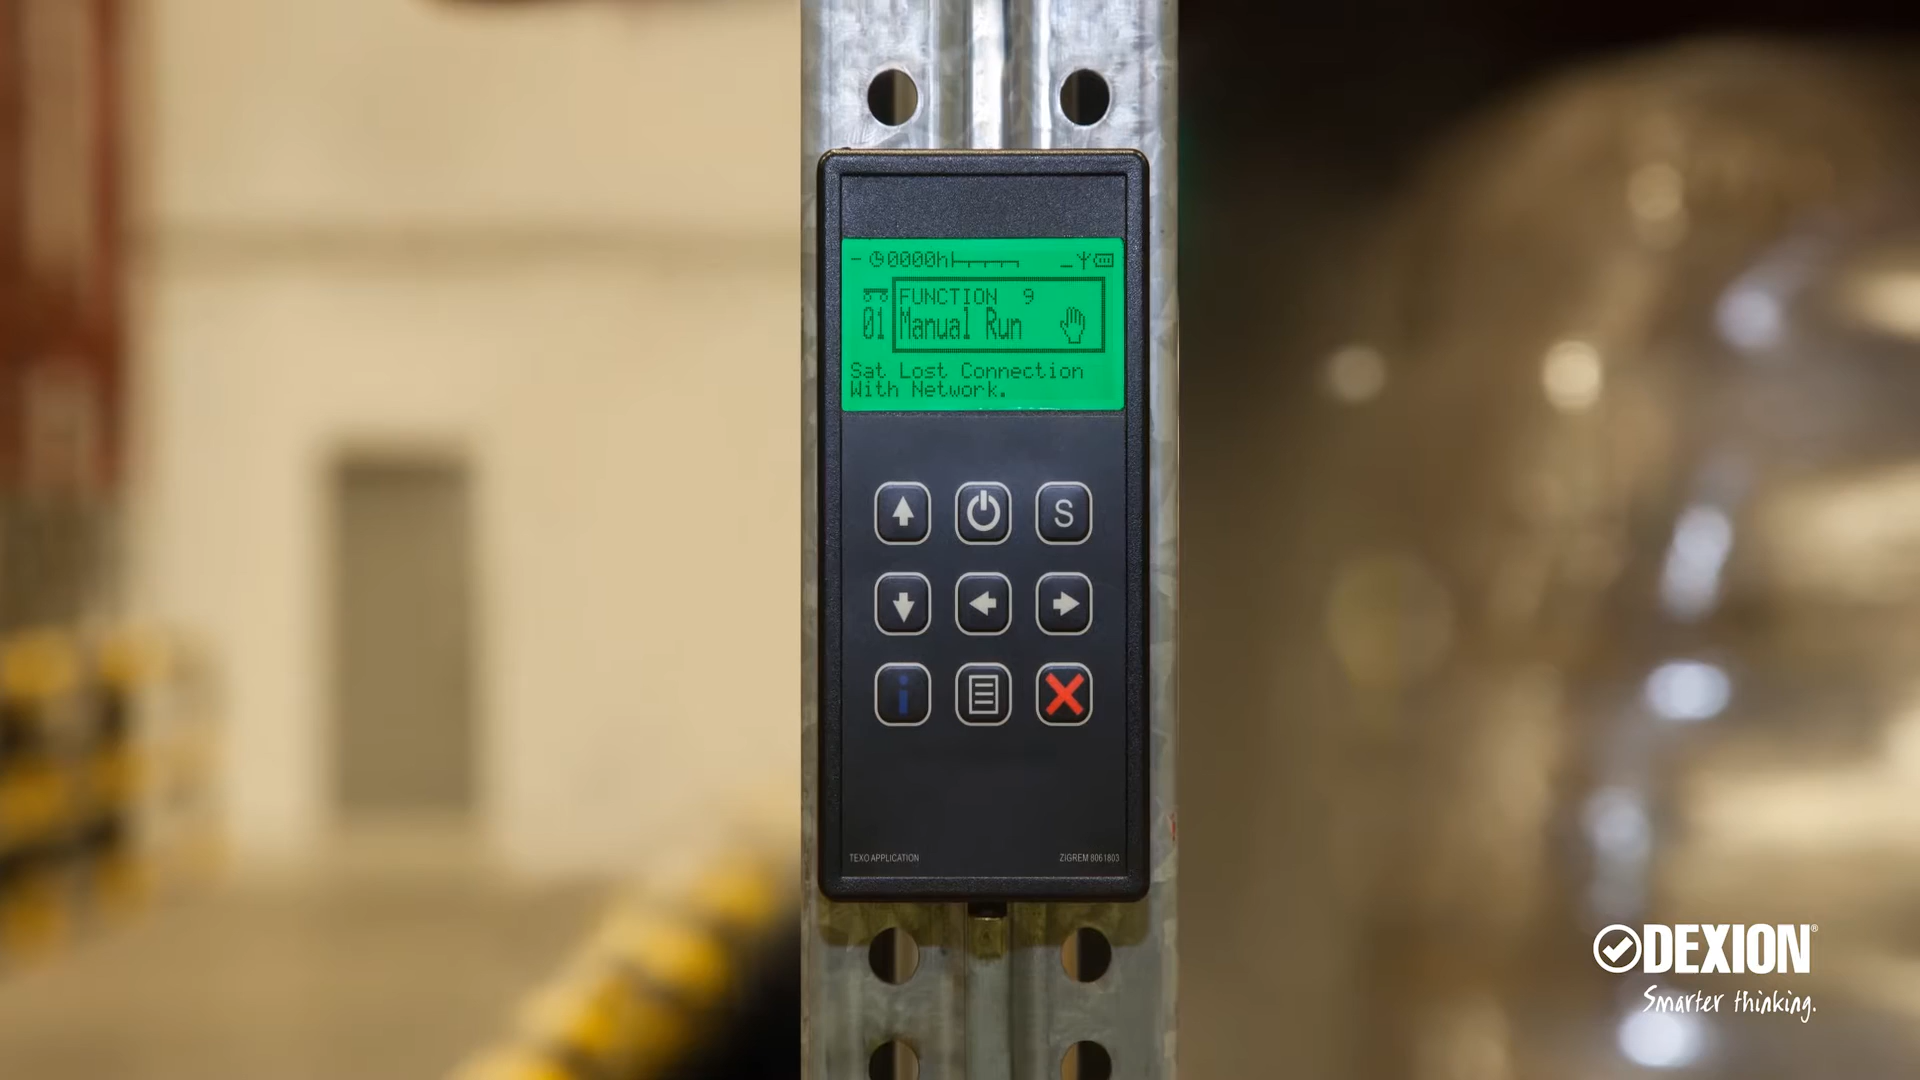 0000h
FUNCTION 9
01 Manual Run
Sat Lost Connection
With Network.
S
i
TEXO APPLICATION ZIGREM 8061803
DEXION®
Smarter thinking.